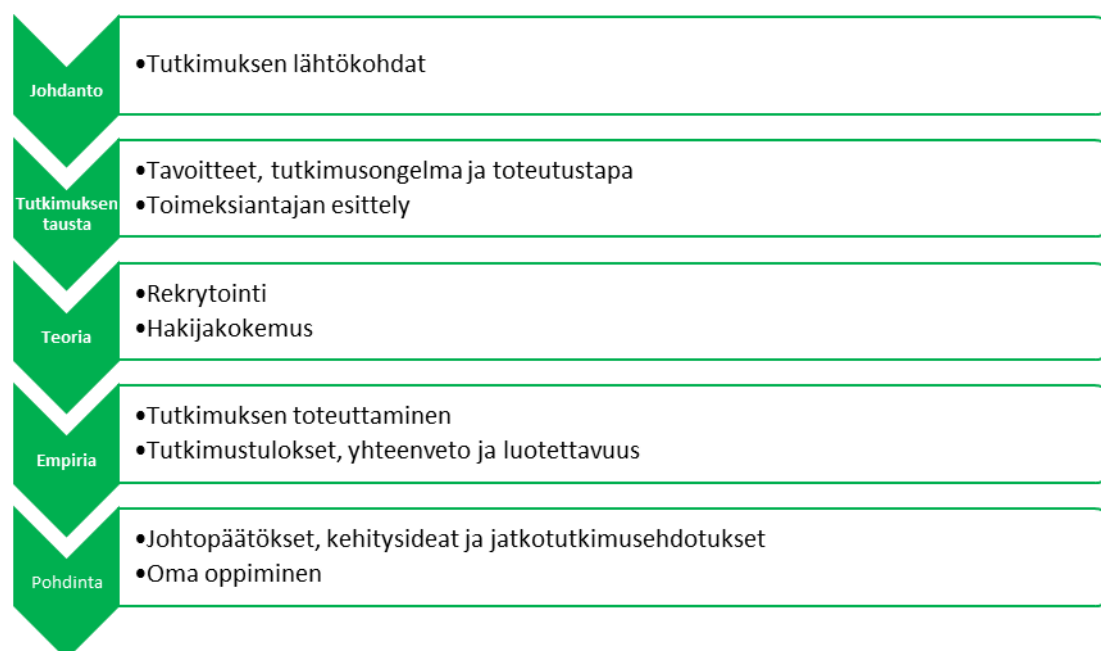 Johdanto
•Tutkimuksen lähtökohdat
Tutkimuksen
tausta
•Tavoitteet, tutkimusongelma ja toteutustapa
•Toimeksiantajan esittely
Teoria
•Rekrytointi
•Hakijakokemus
Empiria
•Tutkimuksen toteuttaminen
•Tutkimustulokset, yhteenveto ja luotettavuus
Pohdinta
•Johtopäätökset, kehitysideat ja jatkotutkimusehdotukset
•Oma oppiminen